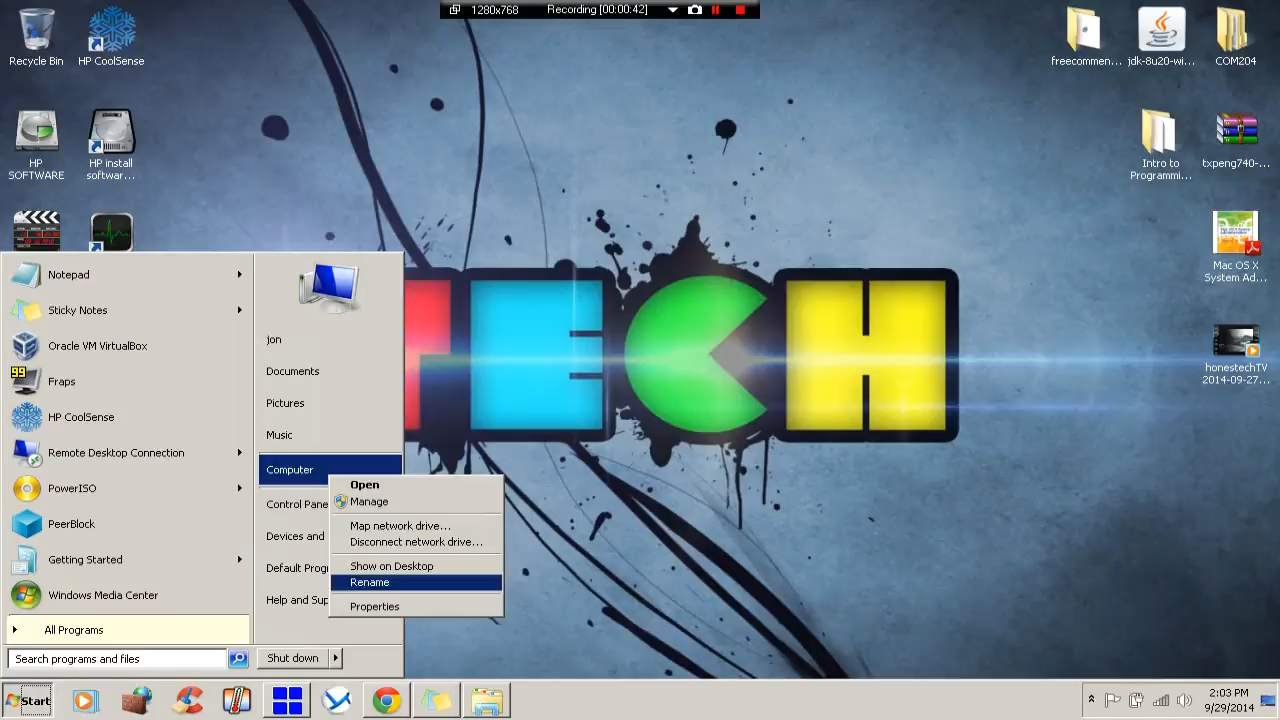 1280x768 Recording [00:00:42]
Recycle Bin
HP CoolSense
freecommen...
jdk-8u20-wi...
COM204
HP
SOFTWARE
HP install
softwar...
Intro to
Programmi...
txpeng740-...
Mac OS X
System Ad...
honestechTV
2014-09-27...
ECH
Notepad
Sticky Notes
Oracle VM VirtualBox
99
Fraps
HP CoolSense
Remote Desktop Connection
PowerISO
PeerBlock
Getting Started
Windows Media Center
All Programs
Search programs and files
jon
Documents
Pictures
Music
Computer
Control Pane
Devices and
Default Prog
Help and Sup
Shut down
Open
Manage
Map network drive...
Disconnect network drive...
Show on Desktop
Rename
Properties
Start
2:03 PM
9/29/2014